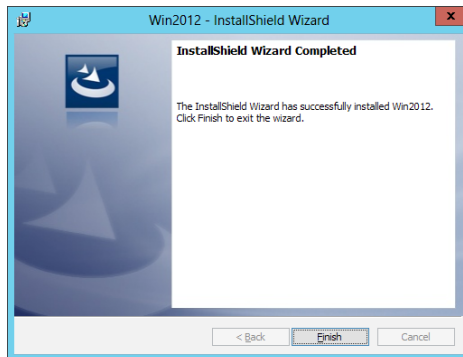 Win2012 - InstallShield Wizard
x
InstallShield Wizard Completed
The InstallShield Wizard has successfully installed Win2012.
Click Finish to exit the wizard.
< Back
Finish
Cancel